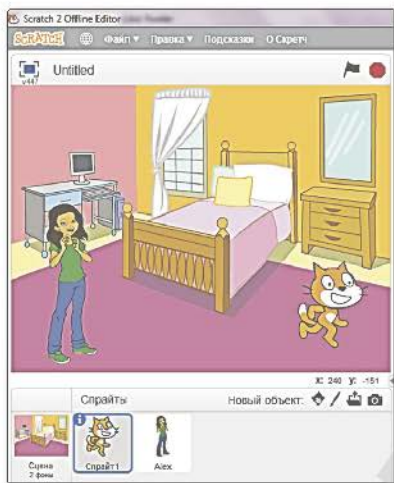 Scratch 2 Offline Editor
SCRATCH Файл Правка Подсказки О Скретч
Untitled
v447
X: 240 y: -151
Спрайты Новый объект:
Сцена
2 фоны
Спрайт1
Alex